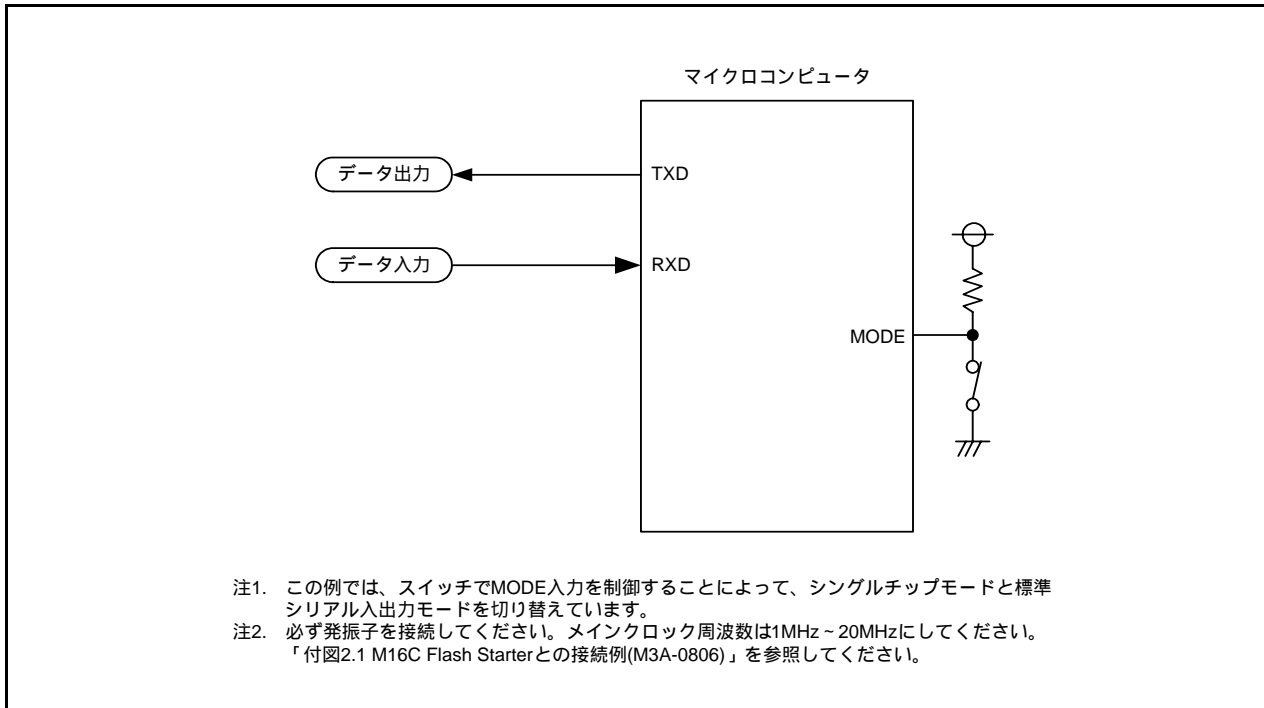 マイクロコンピュータ
データ出力
TXD
データ入力
RXD
MODE
注1. この例では、スイッチでMODE入力を制御することによって、シングルチップモードと標準
シリアル入出力モードを切り替えています。
注2. 必ず発振子を接続してください。メインクロック周波数は1MHz~20MHzにしてください。
「付図2.1 M16C Flash Starterとの接続例(M3A-0806)」を参照してください。